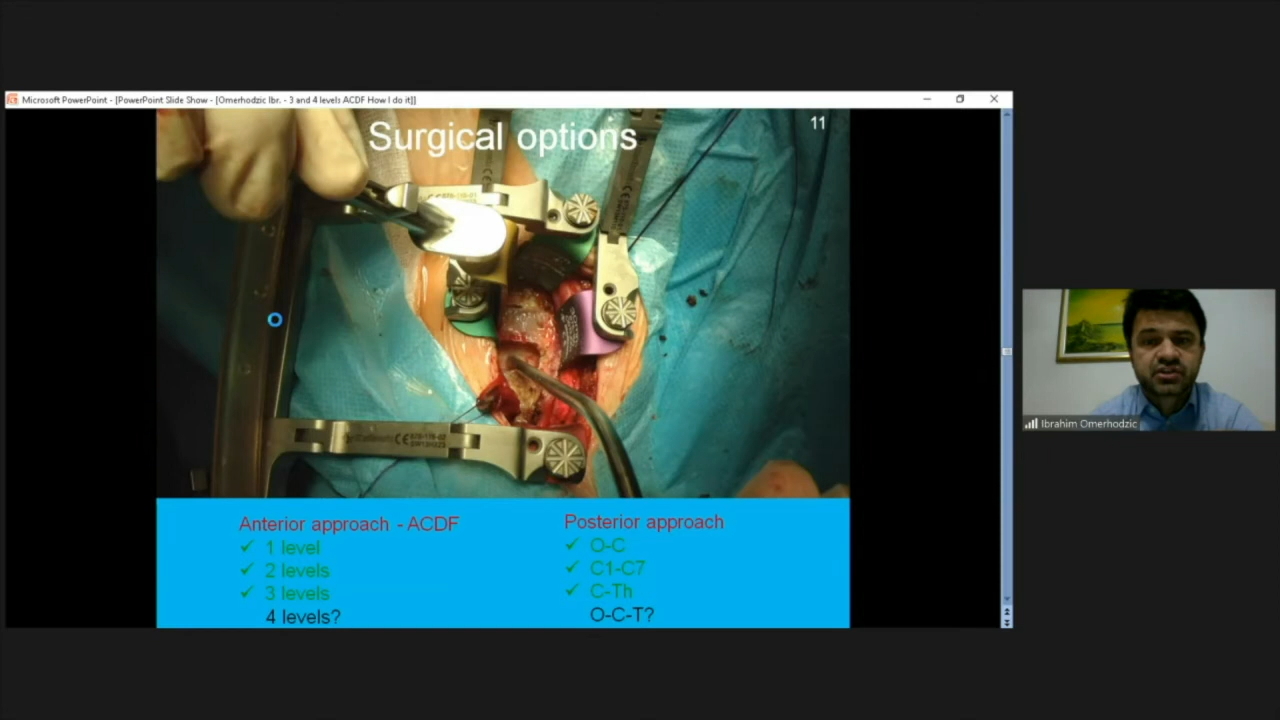 Microsoft PowerPoint - [PowerPoint Slide Show - [Omerhodzic Ibr. - 3 and 4 levels ACDF How I do it]]
Surgical options
11
Anterior approach - ACDF
✓ 1 level
✓ 2 levels
✓ 3 levels
4 levels?
Posterior approach
✓ O-C
✓ C1-C7
✓ C-Th
O-C-T?
Ibrahim Omerhodzic